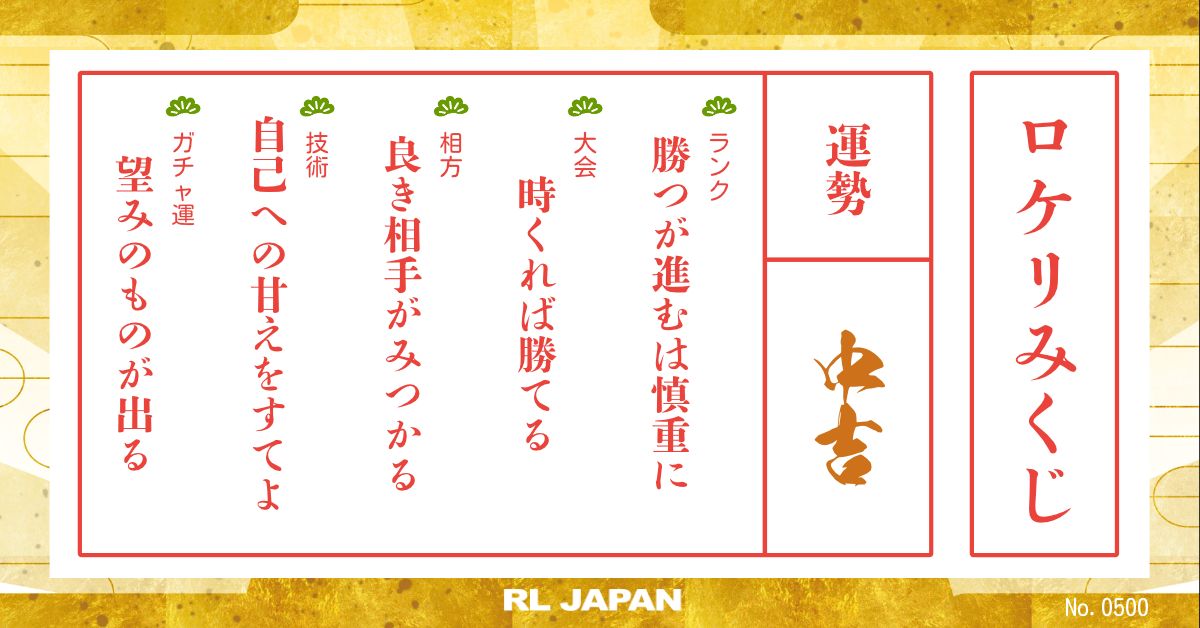 ロケリみくじ
運勢
中吉
ランク
勝つが進むは慎重に
大会
時くれば勝てる
相方
良き相手がみつかる
技術
自己への甘えをすてよ
ガチャ運
望みのものが出る
RL JAPAN
No. 0500